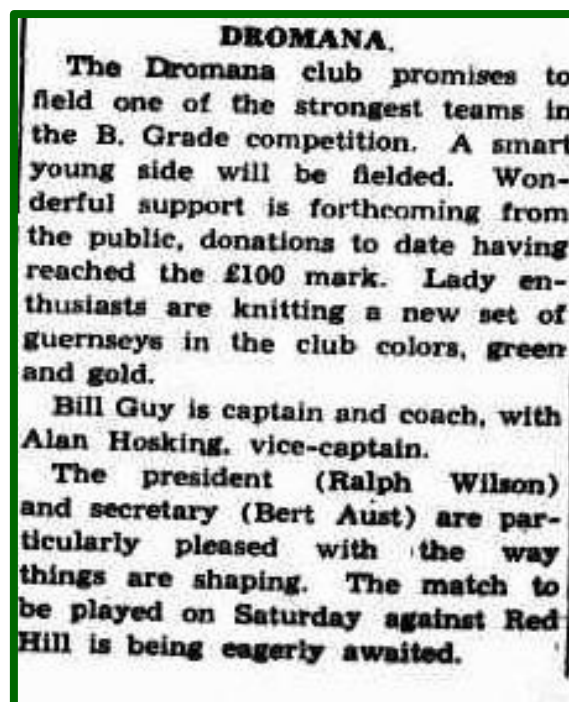 DROMANA.
The Dromana club promises to
field one of the strongest teams in
the B. Grade competition. A smart
young side will be fielded. Won-
derful support is forthcoming from
the public, donations to date having
reached the £100 mark. Lady en-
thusiasts are knitting a new set of
guernseys in the club colors, green
and gold.
Bill Guy is captain and coach, with
Alan Hosking, vice-captain.
The president (Ralph Wilson)
and secretary (Bert Aust) are par-
ticularly pleased with the way
things are shaping. The match to
be played on Saturday against Red
Hill is being eagerly awaited.